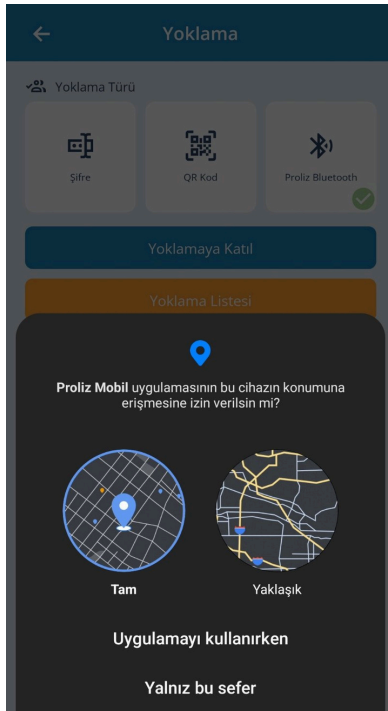 Yoklama
Yoklama Türü
Şifre
QR Kod
Proliz Bluetooth
Yoklamaya Katıl
Yoklama Listesi
Proliz Mobil uygulamasının bu cihazın konumuna
erişmesine izin verilsin mi?
Tam
Yaklaşık
Uygulamayı kullanırken
Yalnız bu sefer